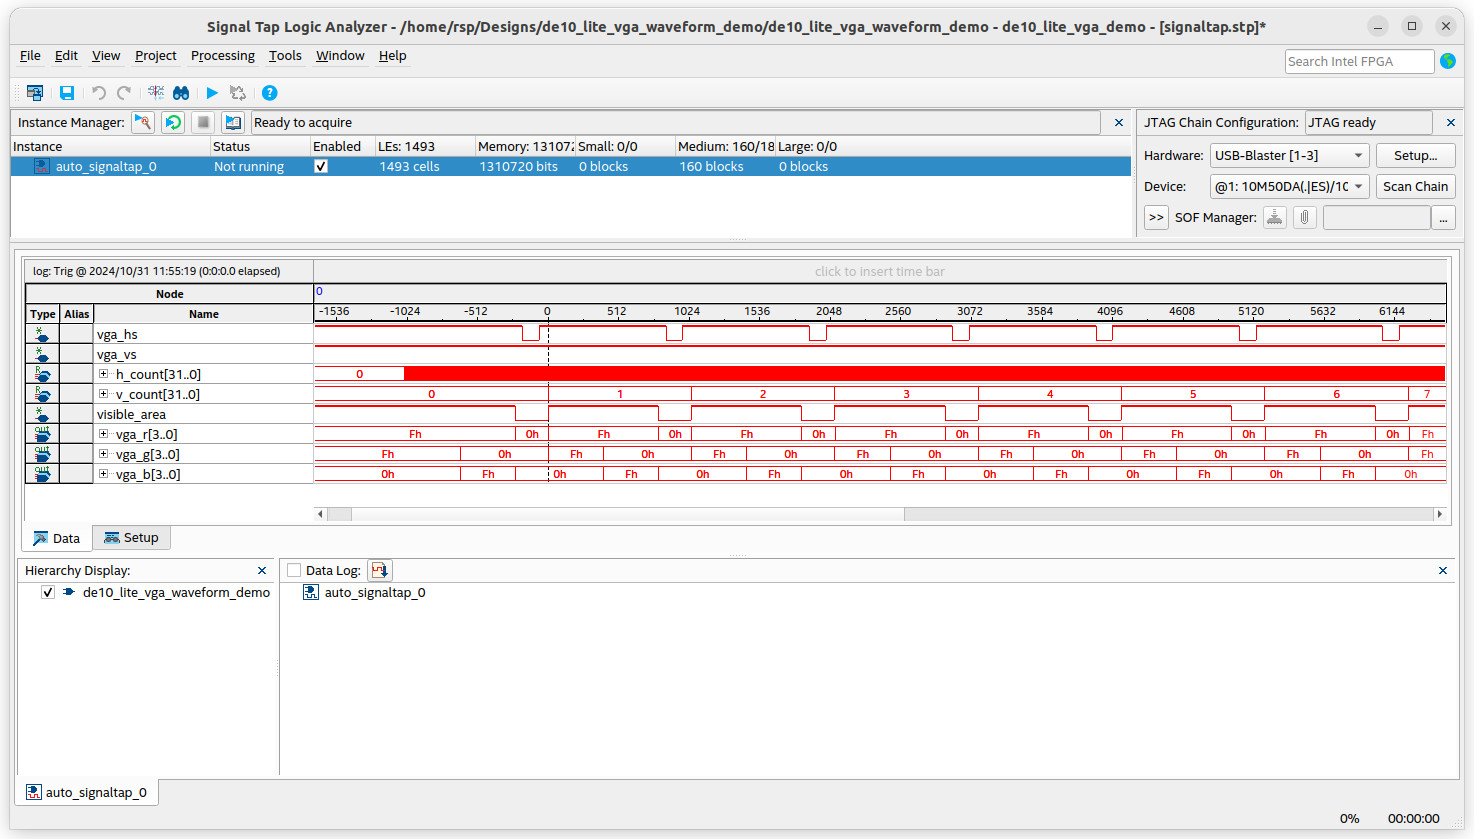 Signal Tap Logic Analyzer - /home/rsp/Designs/de10_lite_vga_waveform_demo/de10_lite_vga_waveform_demo - de10_lite_vga_demo - [signaltap.stp]*
File Edit View Project Processing Tools Window Help
Search Intel FPGA
Instance Manager: Ready to acquire
Instance Status Enabled LEs: 1493 Memory: 13107 Small: 0/0 Medium: 160/18 Large: 0/0
auto_signaltap_0 Not running 1493 cells 1310720 bits 0 blocks 160 blocks 0 blocks
JTAG Chain Configuration: JTAG ready
Hardware: USB-Blaster [1-3] Setup...
Device: @1: 10M50DA(.|ES)/10 Scan Chain
>> SOF Manager: ...
log: Trig @ 2024/10/31 11:55:19 (0:0:0.0 elapsed) click to insert time bar
Node 0
Type Alias Name -1536 -1024 -512 0 512 1024 1536 2048 2560 3072 3584 4096 4608 5120 5632 6144
vga_hs
vga_vs
h_count[31..0] 0
v_count[31..0] 0 1 2 3 4 5 6 7
visible_area
vga_r[3..0] Fh 0h Fh 0h Fh 0h Fh 0h Fh 0h Fh 0h Fh 0h Fh
vga_g[3..0] Fh 0h Fh 0h Fh 0h Fh 0h Fh 0h Fh 0h Fh 0h Fh
vga_b[3..0] 0h Fh 0h Fh 0h Fh 0h Fh 0h Fh 0h Fh 0h Fh 0h
Data Setup
Hierarchy Display:
de10_lite_vga_waveform_demo
Data Log:
auto_signaltap_0
auto_signaltap_0
0% 00:00:00